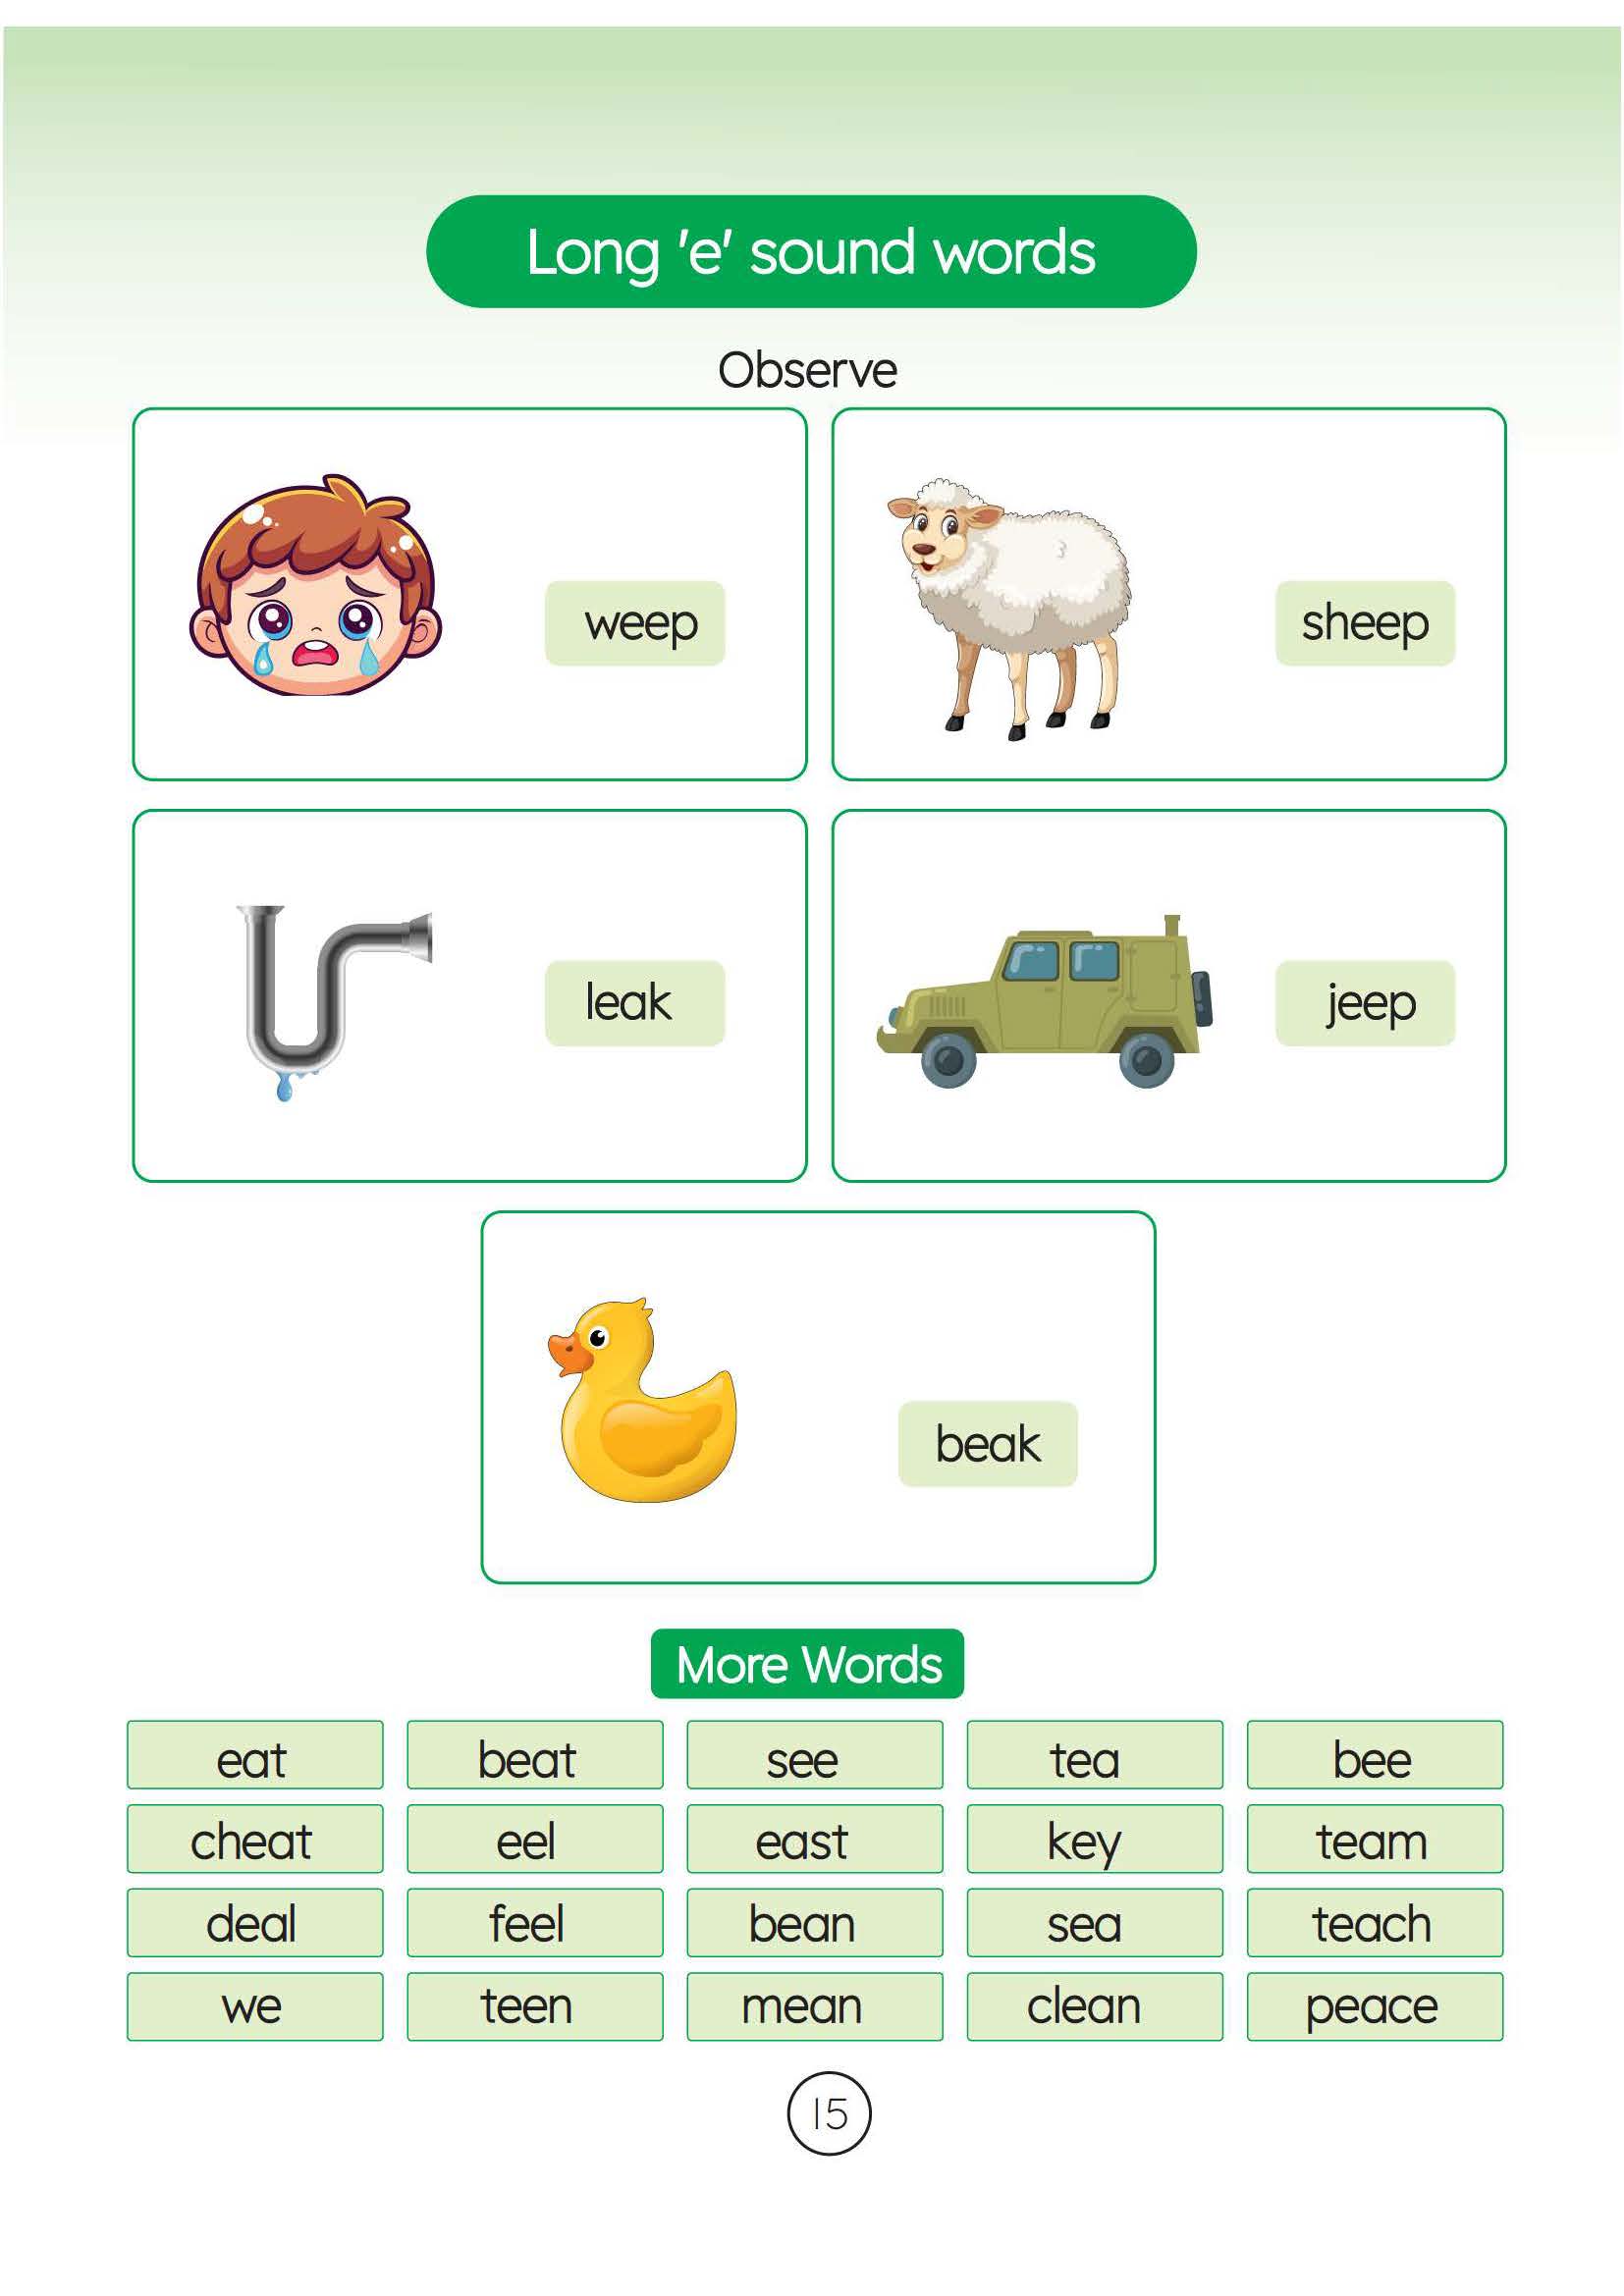 Long 'e' sound words
Observe
weep
sheep
leak
jeep
beak
More Words
eat beat see tea bee
cheat eel east key team
deal feel bean sea teach
we teen mean clean peace
15